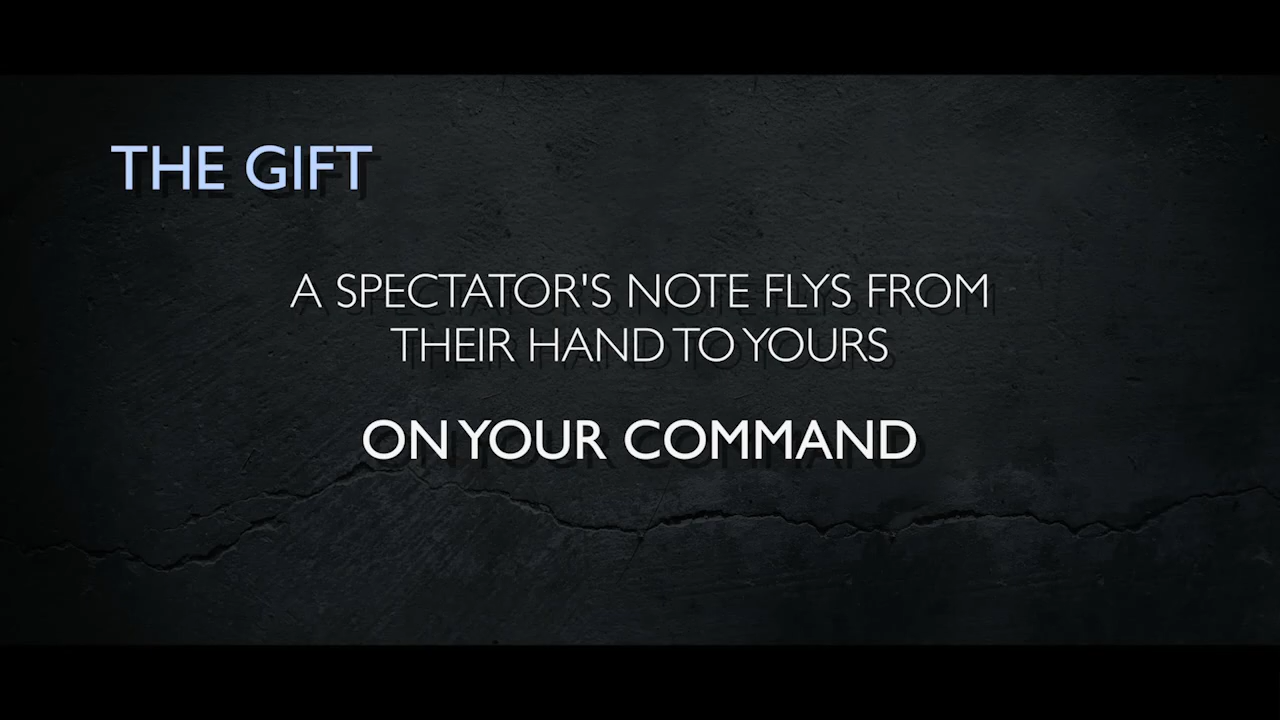 THE GIFT
A SPECTATOR'S NOTE FLYS FROM
THEIR HAND TO YOURS
ON YOUR COMMAND